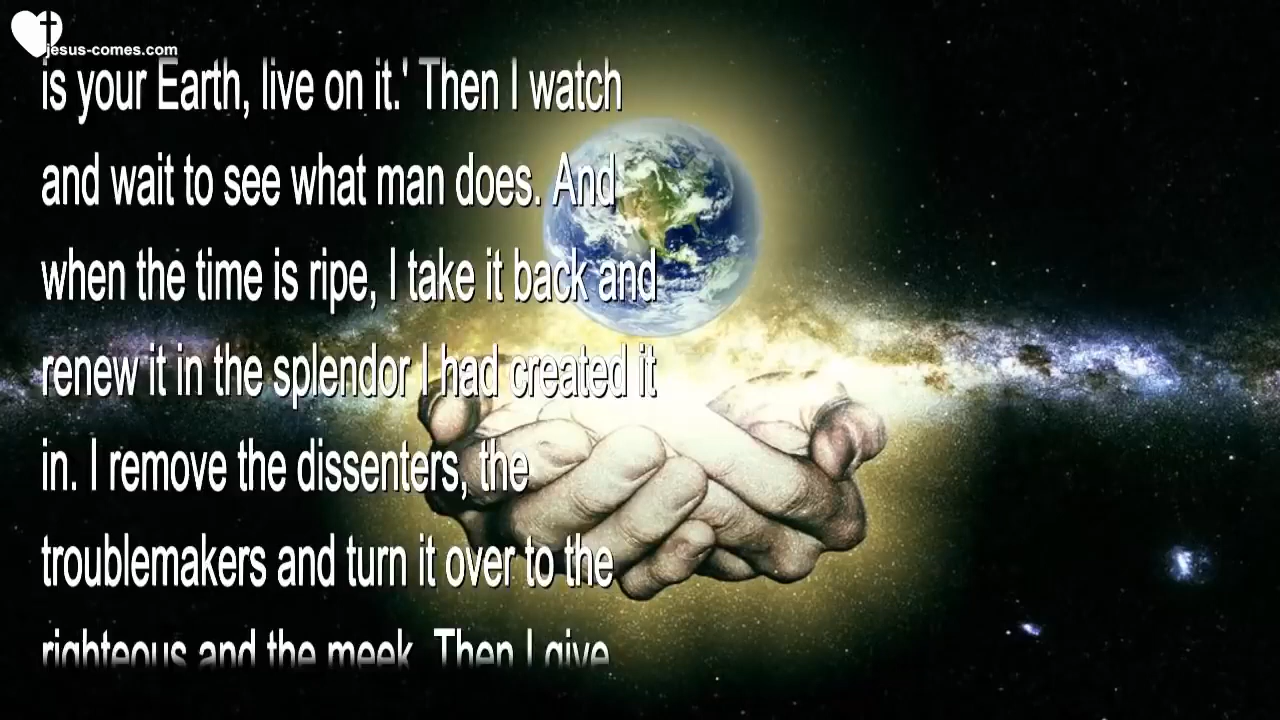 jesus-comes.com
is your Earth, live on it.' Then I watch
and wait to see what man does. And
when the time is ripe, I take it back and
renew it in the splendor I had created it
in. I remove the dissenters, the
troublemakers and turn it over to the
righteous and the meek. Then I give